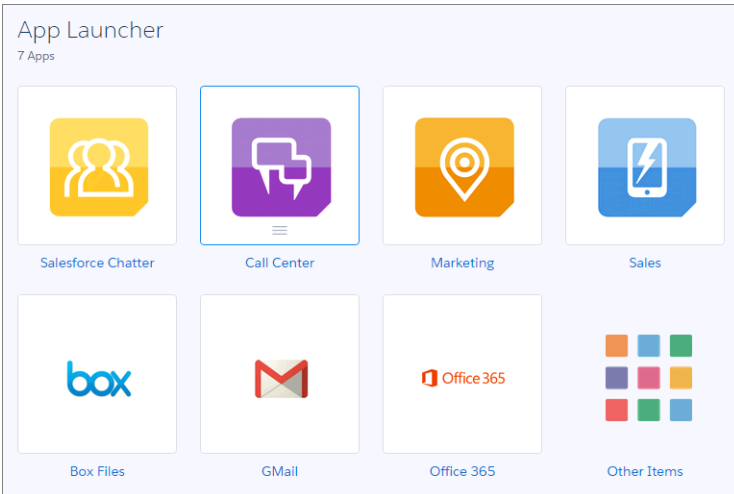 App Launcher
7 Apps
Salesforce Chatter
Call Center
Marketing
Sales
box
Office 365
Box Files
GMail
Office 365
Other Items